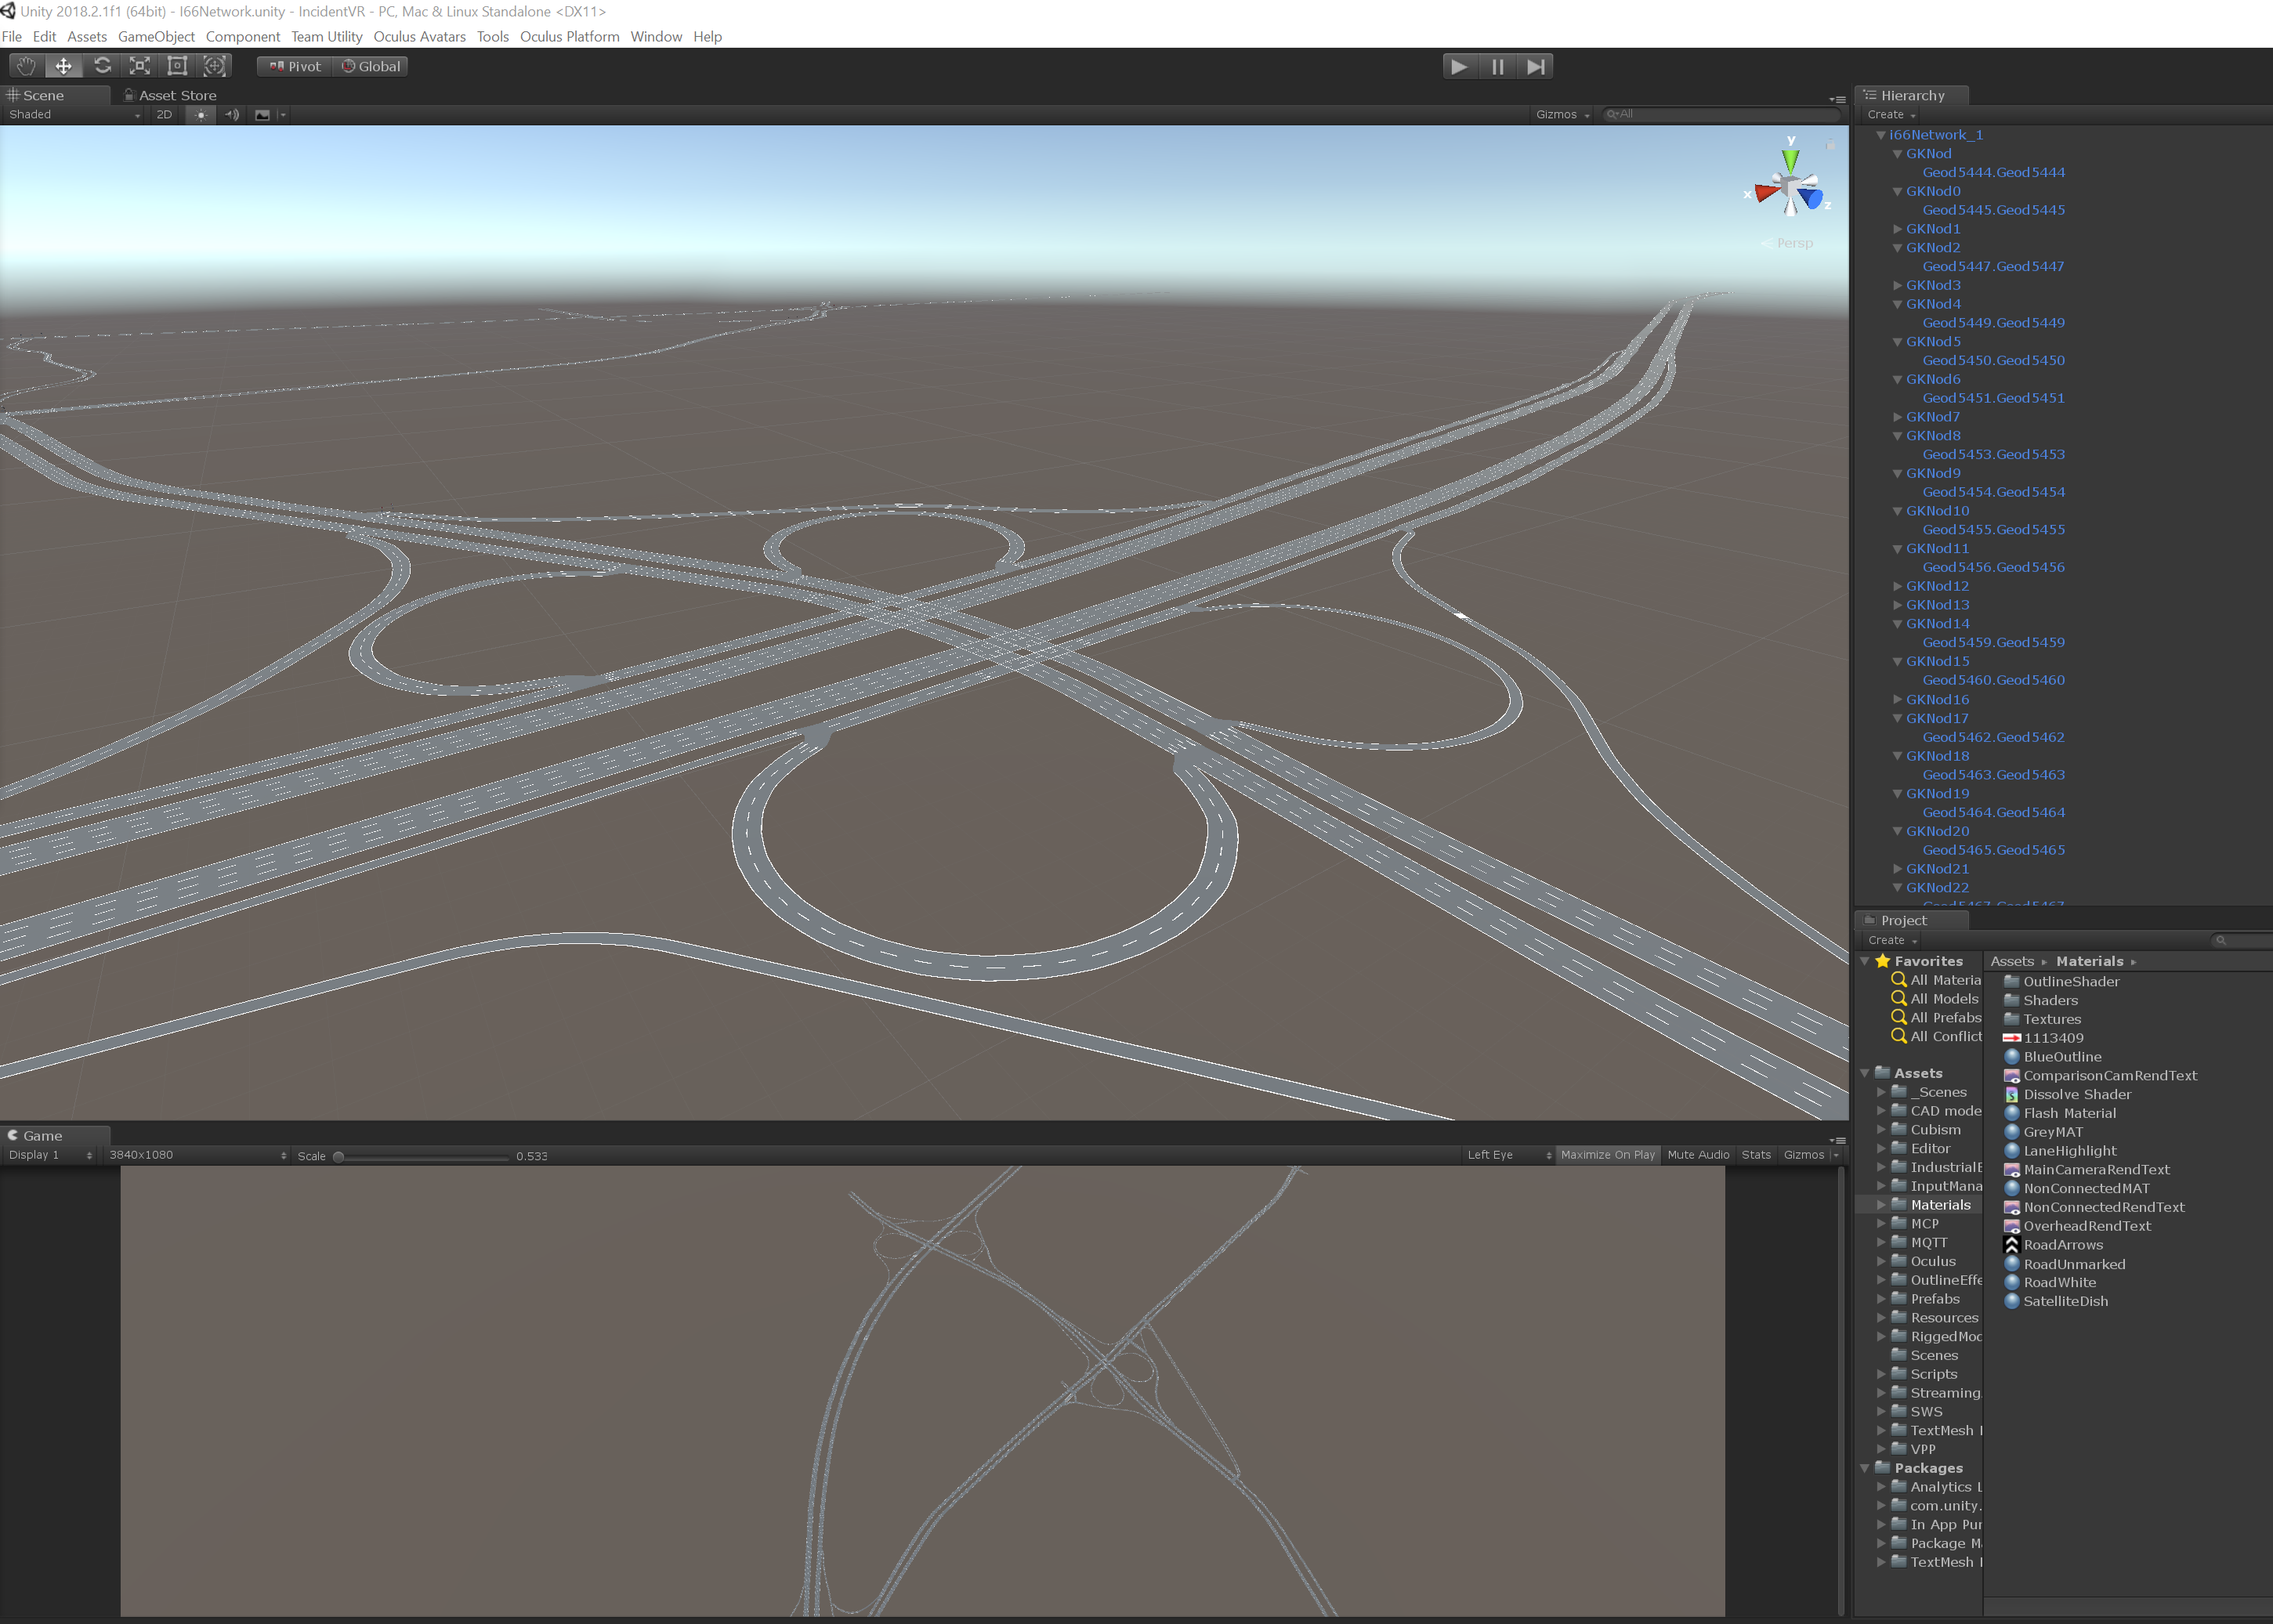 Unity 2018.2.1f1 (64bit) - I66Network.unity - IncidentVR - PC, Mac & Linux Standalone <DX11>
File Edit Assets GameObject Component Team Utility Oculus Avatars Tools Oculus Platform Window Help
Pivot Global
Scene Asset Store
Shaded 2D Gizmos All
y
x
z
Persp
Hierarchy
Create
i66Network_1
GKNod
Geod5444.Geod5444
GKNod0
Geod5445.Geod5445
GKNod1
GKNod2
Geod5447.Geod5447
GKNod3
GKNod4
Geod5449.Geod5449
GKNod5
Geod5450.Geod5450
GKNod6
Geod5451.Geod5451
GKNod7
GKNod8
Geod5453.Geod5453
GKNod9
Geod5454.Geod5454
GKNod10
Geod5455.Geod5455
GKNod11
Geod5456.Geod5456
GKNod12
GKNod13
GKNod14
Geod5459.Geod5459
GKNod15
Geod5460.Geod5460
GKNod16
GKNod17
Geod5462.Geod5462
GKNod18
Geod5463.Geod5463
GKNod19
Geod5464.Geod5464
GKNod20
Geod5465.Geod5465
GKNod21
GKNod22
Project
Create
Favorites
All Materia
All Models
All Prefabs
All Conflict
Assets
_Scenes
CAD mode
Cubism
Editor
IndustrialE
InputMana
Materials
MCP
MQTT
Oculus
OutlineEffe
Prefabs
Resources
RiggedMod
Scenes
Scripts
Streaming
SWS
TextMesh
VPP
Packages
Analytics L
com.unity.
In App Pur
Package M
TextMesh
Assets Materials
OutlineShader
Shaders
Textures
1113409
BlueOutline
ComparisonCamRendText
Dissolve Shader
Flash Material
GreyMAT
LaneHighlight
MainCameraRendText
NonConnectedMAT
NonConnectedRendText
OverheadRendText
RoadArrows
RoadUnmarked
RoadWhite
SatelliteDish
Game
Display 1 3840x1080 Scale 0.533 Left Eye Maximize On Play Mute Audio Stats Gizmos